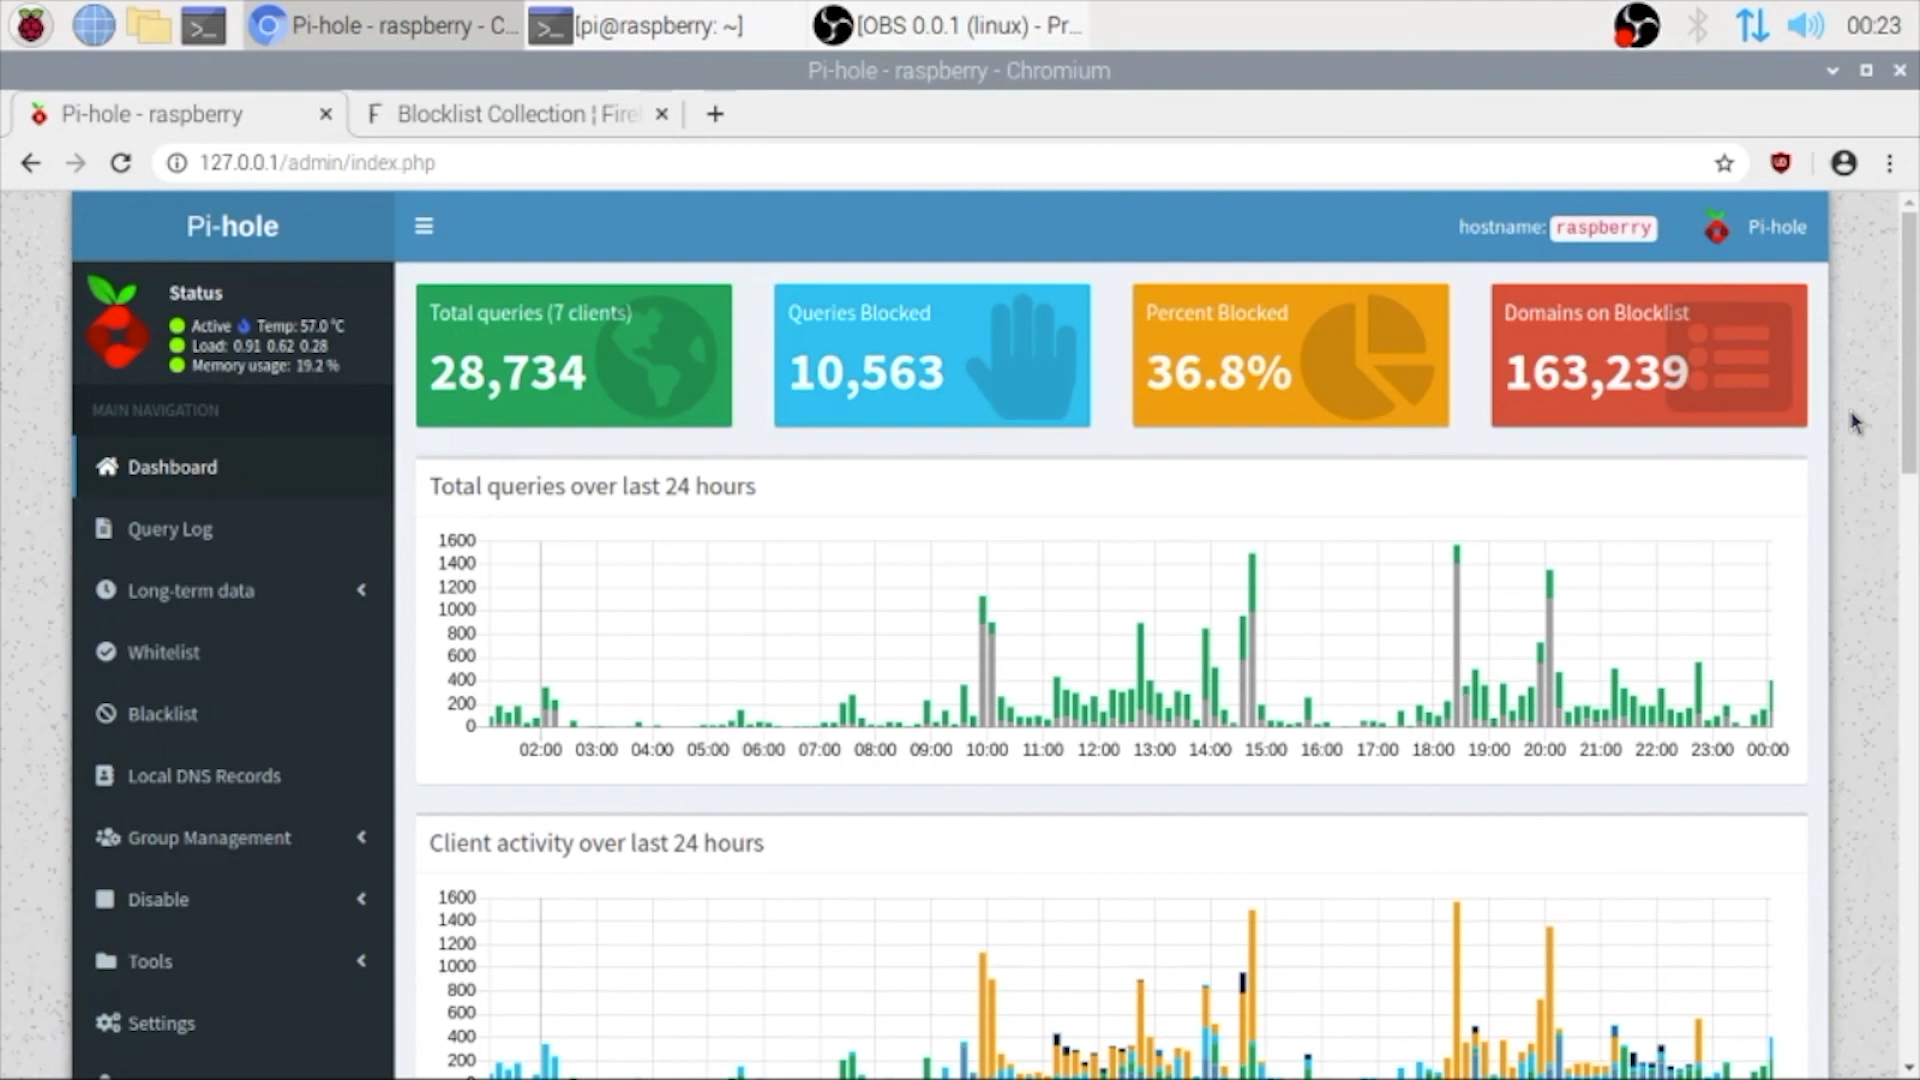 Pi-hole - raspberry - C...
[pi@raspberry: ~]
[OBS 0.0.1 (linux) - Pr...
00:23
Pi-hole - raspberry - Chromium
Pi-hole - raspberry
Blocklist Collection ¦ Fire
127.0.0.1/admin/index.php
Pi-hole
hostname: raspberry
Pi-hole
Status
Active Temp: 57.0 °C
Load: 0.91 0.62 0.28
Memory usage: 19.2 %
MAIN NAVIGATION
Dashboard
Query Log
Long-term data
Whitelist
Blacklist
Local DNS Records
Group Management
Disable
Tools
Settings
Total queries (7 clients)
28,734
Queries Blocked
10,563
Percent Blocked
36.8%
Domains on Blocklist
163,239
Total queries over last 24 hours
1600
1400
1200
1000
800
600
400
200
0
02:00 03:00 04:00 05:00 06:00 07:00 08:00 09:00 10:00 11:00 12:00 13:00 14:00 15:00 16:00 17:00 18:00 19:00 20:00 21:00 22:00 23:00 00:00
Client activity over last 24 hours
1600
1400
1200
1000
800
600
400
200